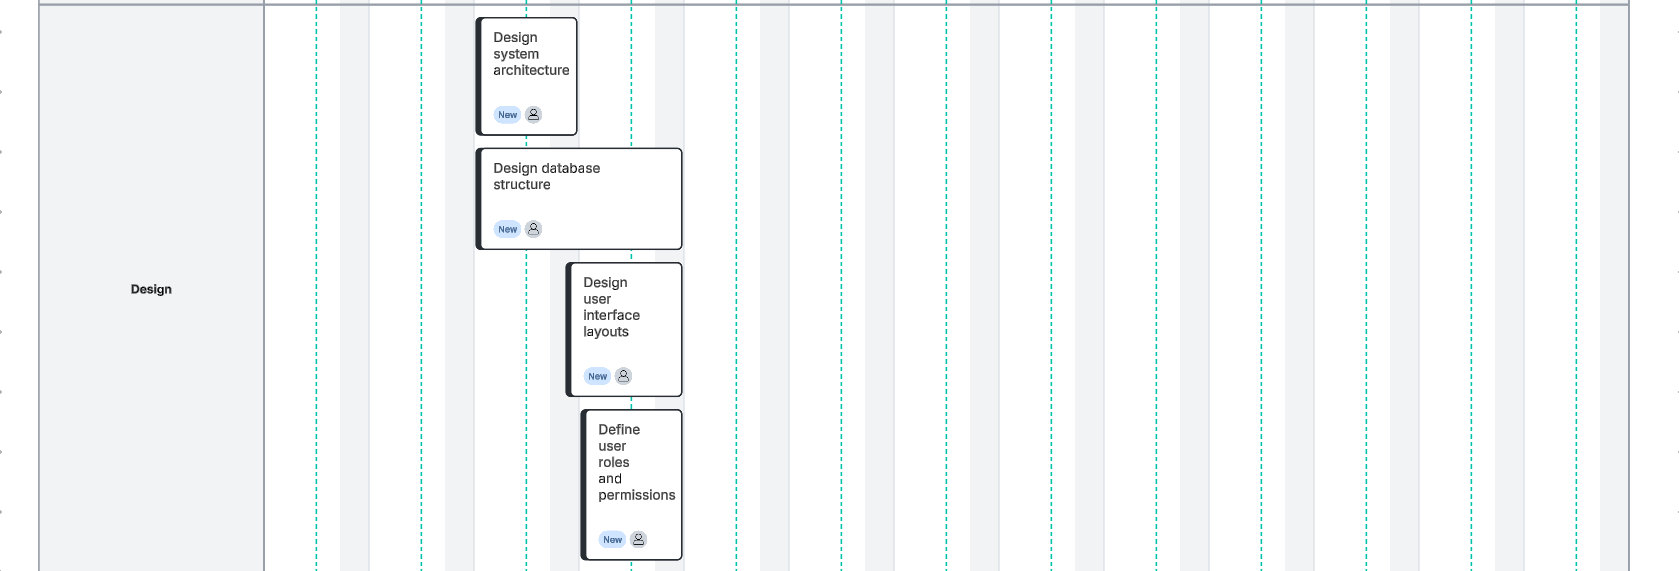 Design
system
architecture
New
Design database
structure
New
Design
Design
user
interface
layouts
New
Define
user
roles
and
permissions
New